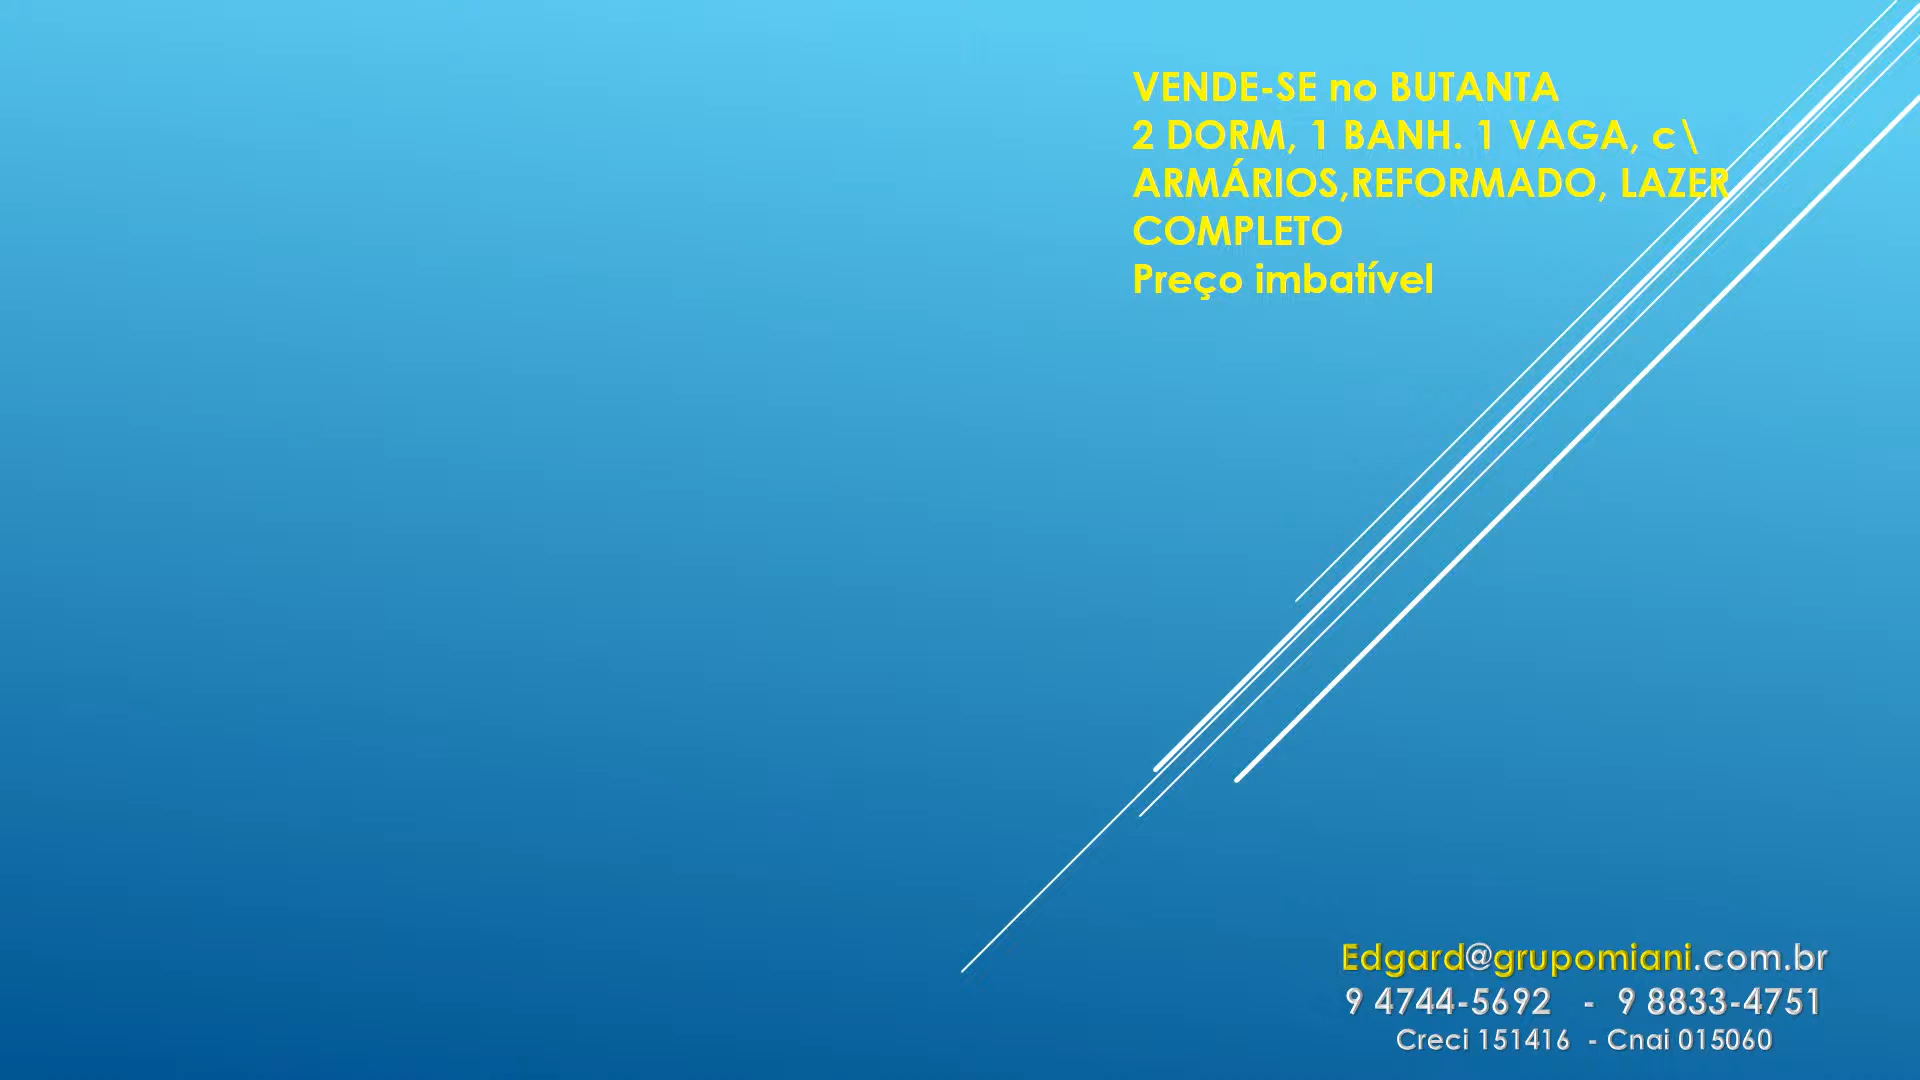 VENDE-SE no BUTANTA
2 DORM, 1 BANH. 1 VAGA, c\
ARMÁRIOS,REFORMADO, LAZER
COMPLETO
Preço imbatível
Edgard@grupomiani.com.br
9 4744-5692 - 9 8833-4751
Creci 151416 - Cnai 015060